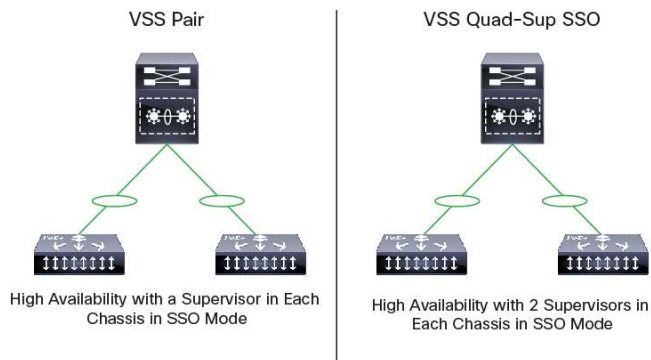 VSS Pair
High Availability with a Supervisor in Each
Chassis in SSO Mode
VSS Quad-Sup SSO
High Availability with 2 Supervisors in
Each Chassis in SSO Mode